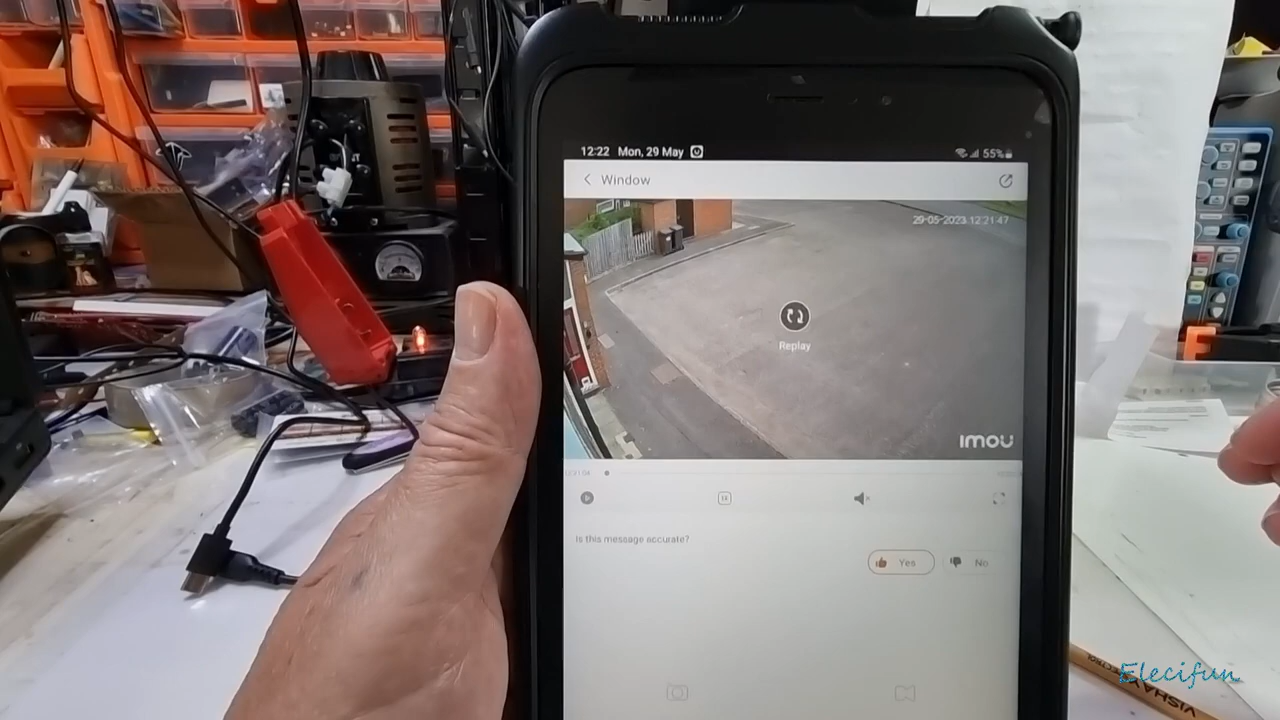 12:22 Mon, 29 May
55%
Window
29-05-2023 12:21:47
Replay
imou
Is this message accurate?
Yes
No
Elecifun
VISHAY